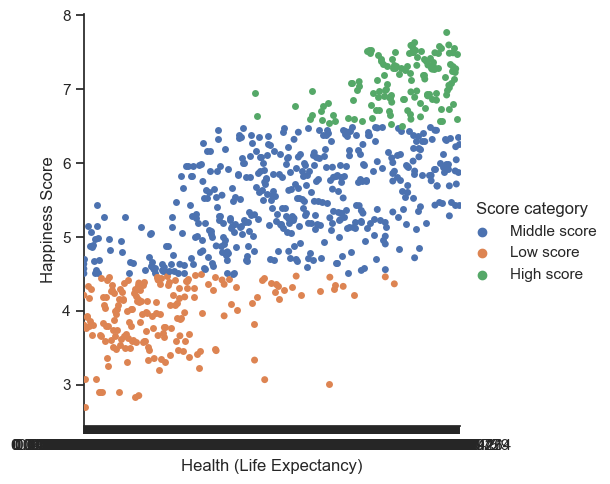 8
7
6
5
4
3
Happiness Score
Health (Life Expectancy)
Score category
Middle score
Low score
High score